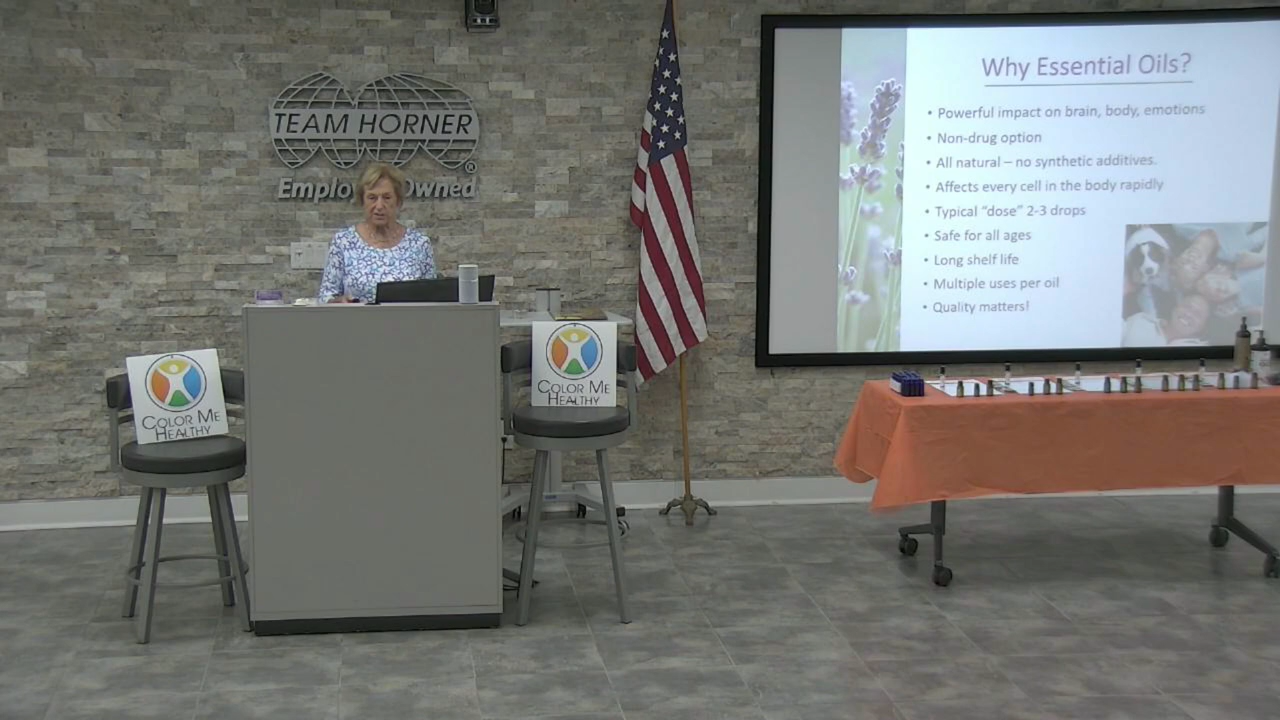 TEAM HORNER
®
Owned
Why Essential Oils?
• Powerful impact on brain, body, emotions
• Non-drug option
• All natural – no synthetic additives.
• Affects every cell in the body rapidly
• Typical “dose” 2-3 drops
• Safe for all ages
• Long shelf life
• Multiple uses per oil
• Quality matters!
COLOR ME
HEALTHY
COLOR ME
HEALTHY